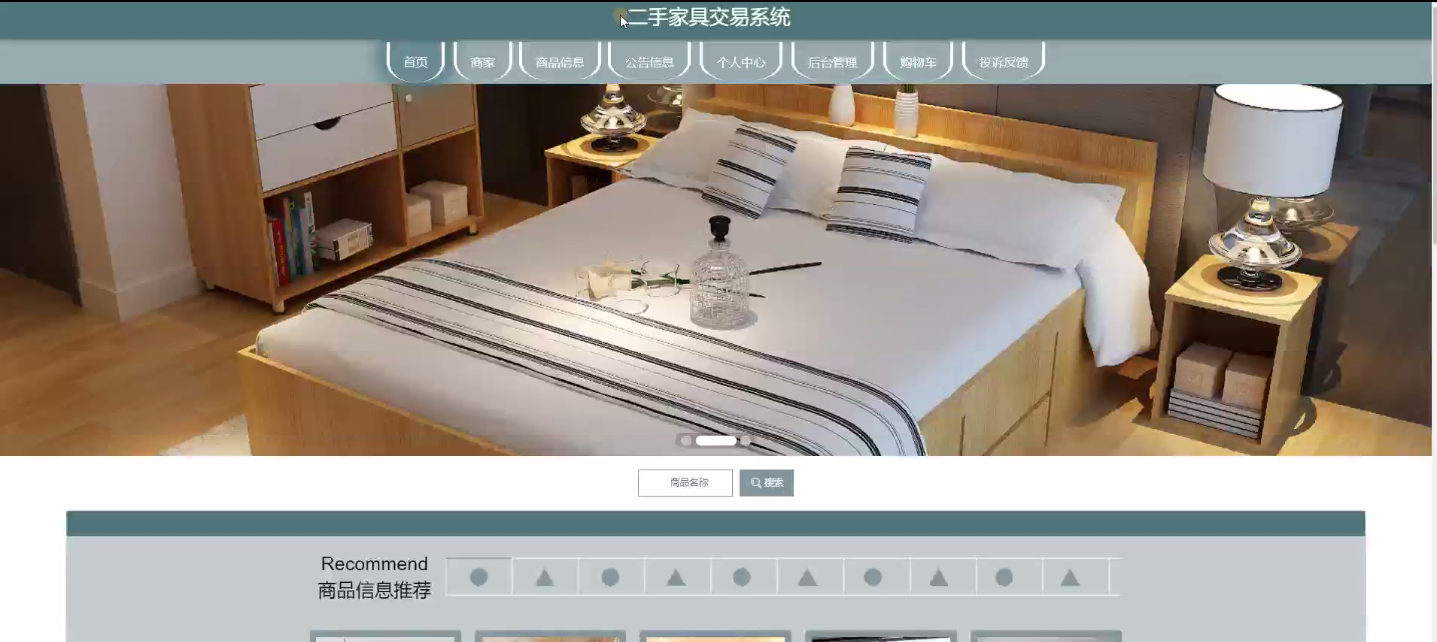 二手家具交易系统
首页
商家
商品信息
公告信息
个人中心
后台管理
购物车
投诉反馈
商品名称
搜索
Recommend
商品信息推荐